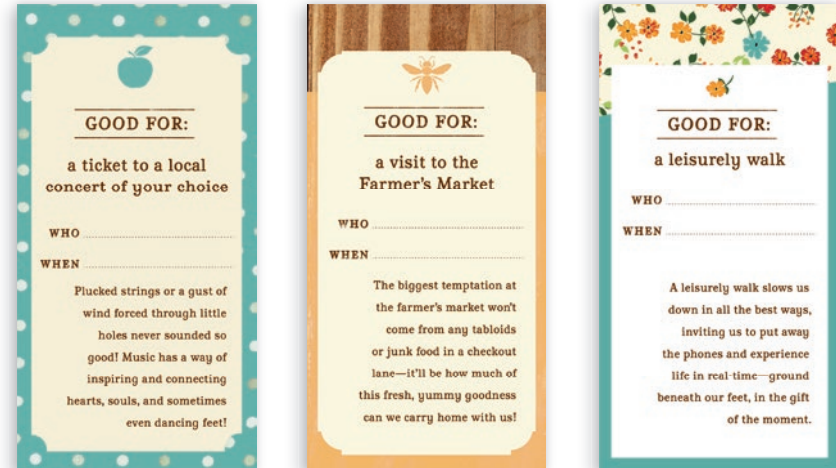 GOOD FOR:
a ticket to a local
concert of your choice
WHO
WHEN
Plucked strings or a gust of
wind forced through little
holes never sounded so
good! Music has a way of
inspiring and connecting
hearts, souls, and sometimes
even dancing feet!
GOOD FOR:
a visit to the
Farmer's Market
WHO
WHEN
The biggest temptation at
the farmer's market won't
come from any tabloids
or junk food in a checkout
lane—it'll be how much of
this fresh, yummy goodness
can we carry home with us!
GOOD FOR:
a leisurely walk
WHO
WHEN
A leisurely walk slows us
down in all the best ways,
inviting us to put away
the phones and experience
life in real-time—ground
beneath our feet, in the gift
of the moment.